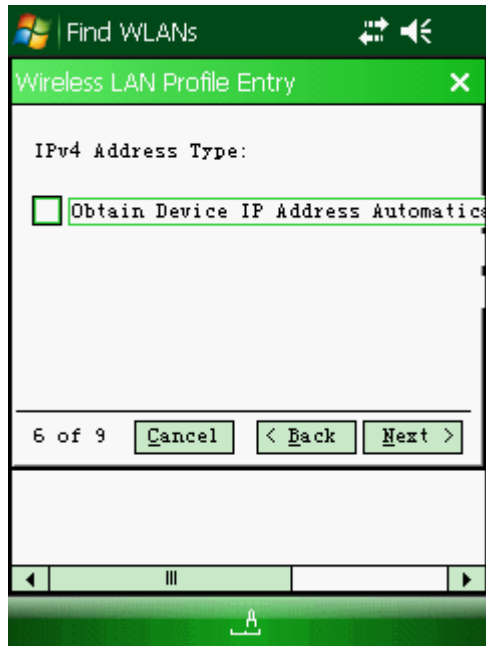 Find WLANs
Wireless LAN Profile Entry
IPv4 Address Type:
Obtain Device IP Address
6 of 9 Cancel < Back Next >
A